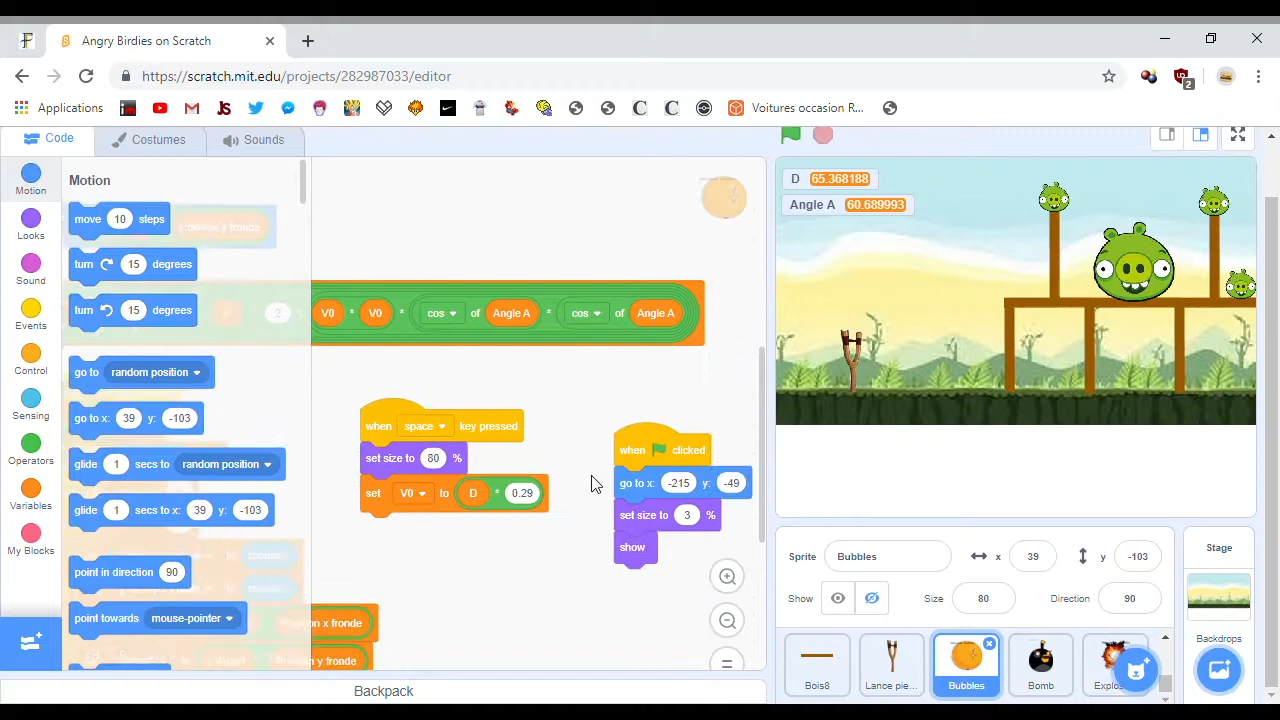 Angry Birdies on Scratch
https://scratch.mit.edu/projects/282987033/editor
2
Applications
JS
C
C
Voitures occasion R...
Code
Costumes
Sounds
Motion
Looks
Sound
Events
Control
Sensing
Operators
Variables
My Blocks
Motion
move 10 steps
turn 15 degrees
turn 15 degrees
go to random position
go to x: 39 y: -103
glide 1 secs to random position
glide 1 secs to x: 39 y: -103
point in direction 90
point towards mouse-pointer
2
V0 * V0 * cos of Angle A * cos of Angle A
when space key pressed
set size to 80 %
set V0 to D * 0.29
when clicked
go to x: -215 y: -49
set size to 3 %
show
x fronde
y fronde
D 65.368188
Angle A 60.689993
Sprite Bubbles x 39 y -103
Show Size 80 Direction 90
Stage
Backdrops
Bois8
Lance pie...
Bubbles
Bomb
Explo
Backpack